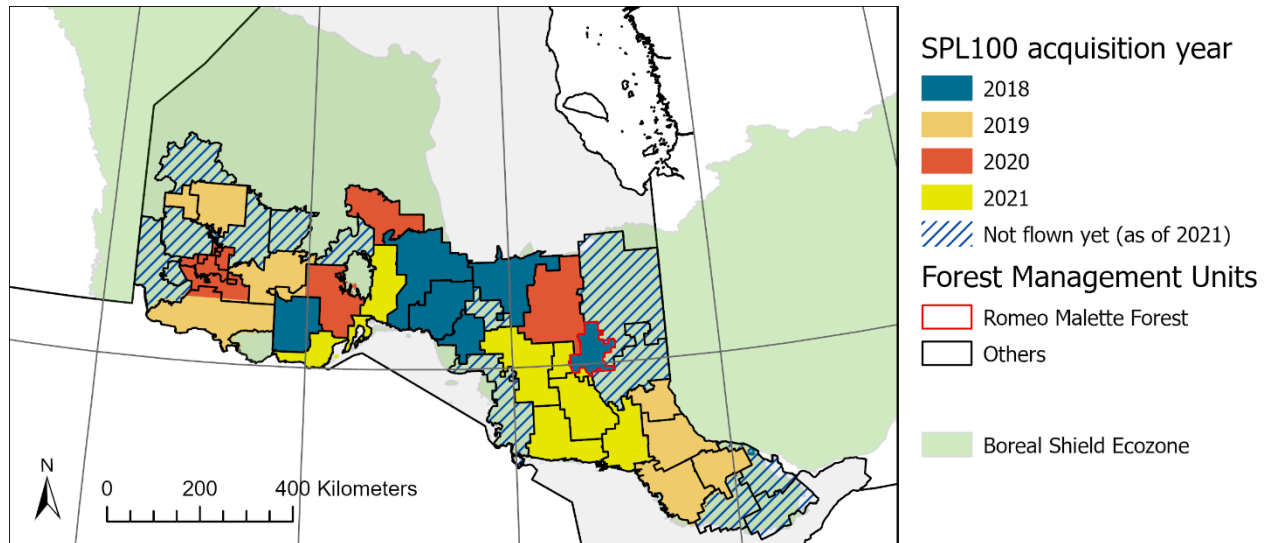 SPL100 acquisition year
2018
2019
2020
2021
Not flown yet (as of 2021)
Forest Management Units
Romeo Malette Forest
Others
Boreal Shield Ecozone
N
0 200 400 Kilometers